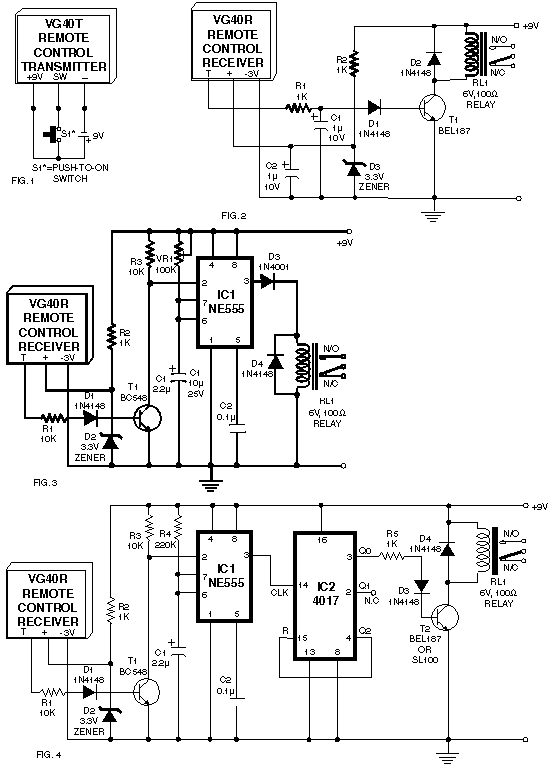 VG40T
REMOTE
CONTROL
TRANSMITTER
+9V SW –
S1*
9V
S1*=PUSH-TO-ON
SWITCH
FIG.1
VG40R
REMOTE
CONTROL
RECEIVER
T + -3V
R1
1K
C1
1µ
10V
C2
1µ
10V
D1
1N4148
R2
1K
D3
3.3V
ZENER
D2
1N4148
T1
BEL187
N/O
N/C
RL1
6V,100Ω
RELAY
+9V
FIG.2
VG40R
REMOTE
CONTROL
RECEIVER
T + -3V
R2
1K
R1
10K
D1
1N4148
D2
3.3V
ZENER
T1
BC548
R3
10K
VR1
100K
C1
2.2µ
C1
10µ
25V
4 8
2
7
6
3
IC1
NE555
1 5
C2
0.1µ
D3
1N4001
D4
1N4148
N/O
N/C
RL1
6V, 100Ω
RELAY
+9V
FIG.3
VG40R
REMOTE
CONTROL
RECEIVER
T + -3V
R2
1K
R1
10K
D1
1N4148
D2
3.3V
ZENER
T1
BC548
R3
10K
R4
220K
C1
2.2µ
4 8
2
7
6
3
IC1
NE555
1 5
C2
0.1µ
CLK
16
14
3
2
4
R
15
13 8
IC2
4017
Q0
Q1
N.C
Q2
R5
1K
D3
1N4148
D4
1N4148
T2
BEL187
OR
SL100
N/O
N/C
RL1
6V, 100Ω
RELAY
+9V
FIG. 4